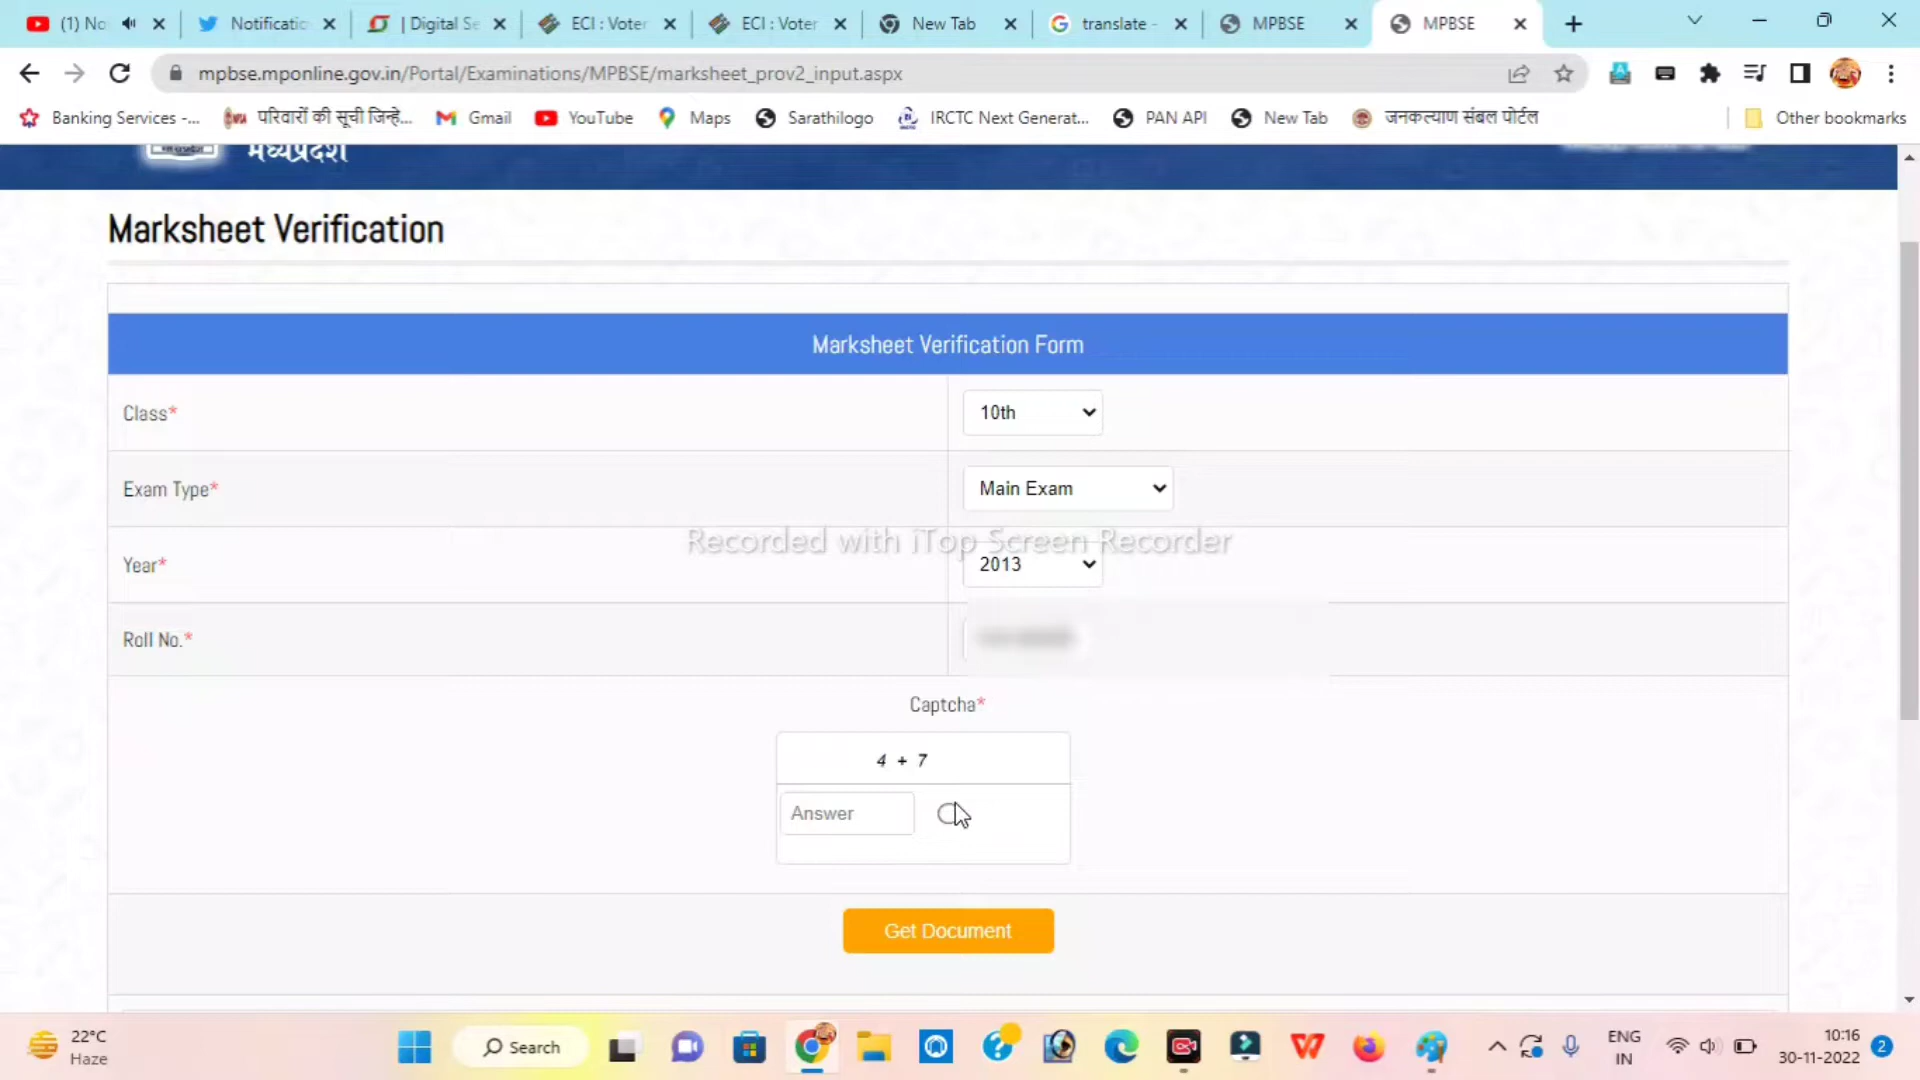 (1) No
Notificatio
| Digital Se
ECI : Voter
ECI : Voter
New Tab
translate -
MPBSE
MPBSE
mpbse.mponline.gov.in/Portal/Examinations/MPBSE/marksheet_prov2_input.aspx
Banking Services -...
परिवारों की सूची जिन्हे...
Gmail
YouTube
Maps
Sarathilogo
IRCTC Next Generat...
PAN API
New Tab
जनकल्याण संबल पोर्टल
Other bookmarks
मध्यप्रदेश
Marksheet Verification
Marksheet Verification Form
Class*
10th
Exam Type*
Main Exam
Recorded with iTop Screen Recorder
Year*
2013
Roll No.*
Captcha*
4 + 7
Answer
Get Document
22°C
Haze
Search
ENG
IN
10:16
30-11-2022
2